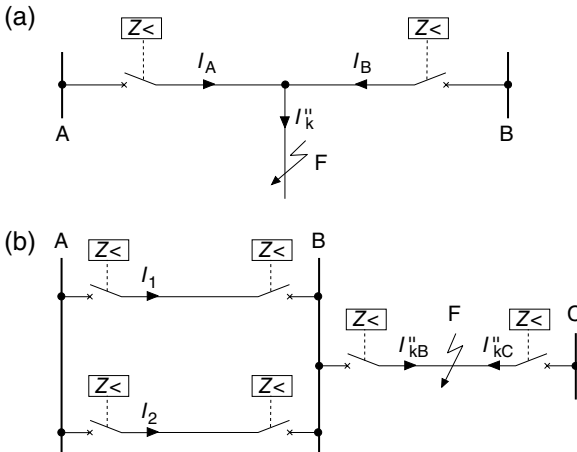 (a)
Z< Z<
I_A I_B
I''_k
F
A B
(b)
A B
Z< Z<
I_1
Z< F Z< C
I''_kB I''_kC
Z< Z<
I_2